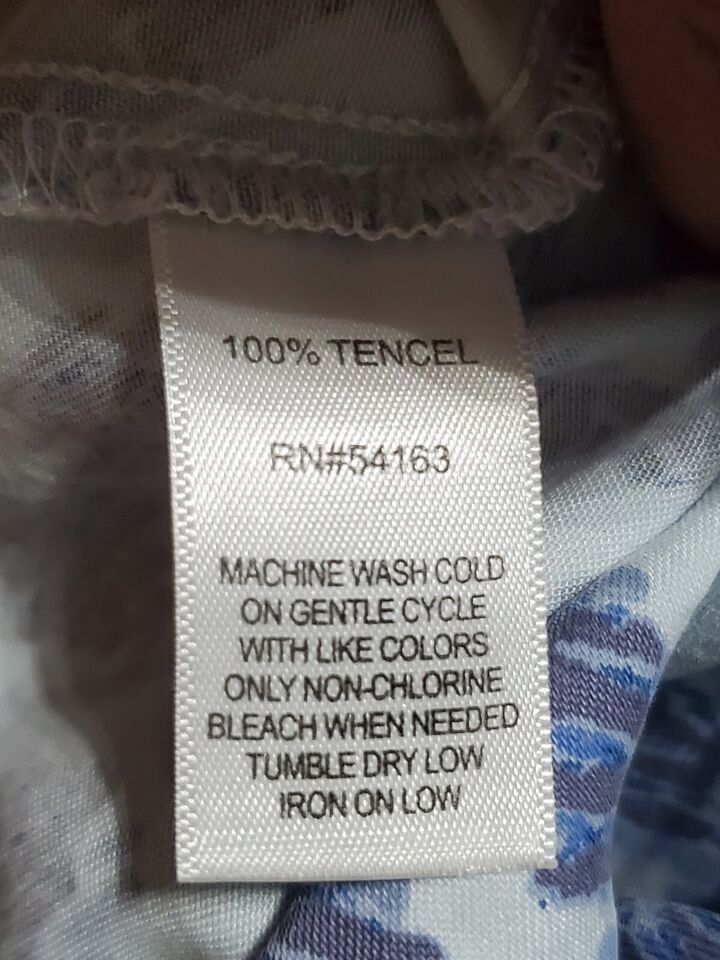 100% TENCEL
RN#54163
MACHINE WASH COLD
ON GENTLE CYCLE
WITH LIKE COLORS
ONLY NON-CHLORINE
BLEACH WHEN NEEDED
TUMBLE DRY LOW
IRON ON LOW